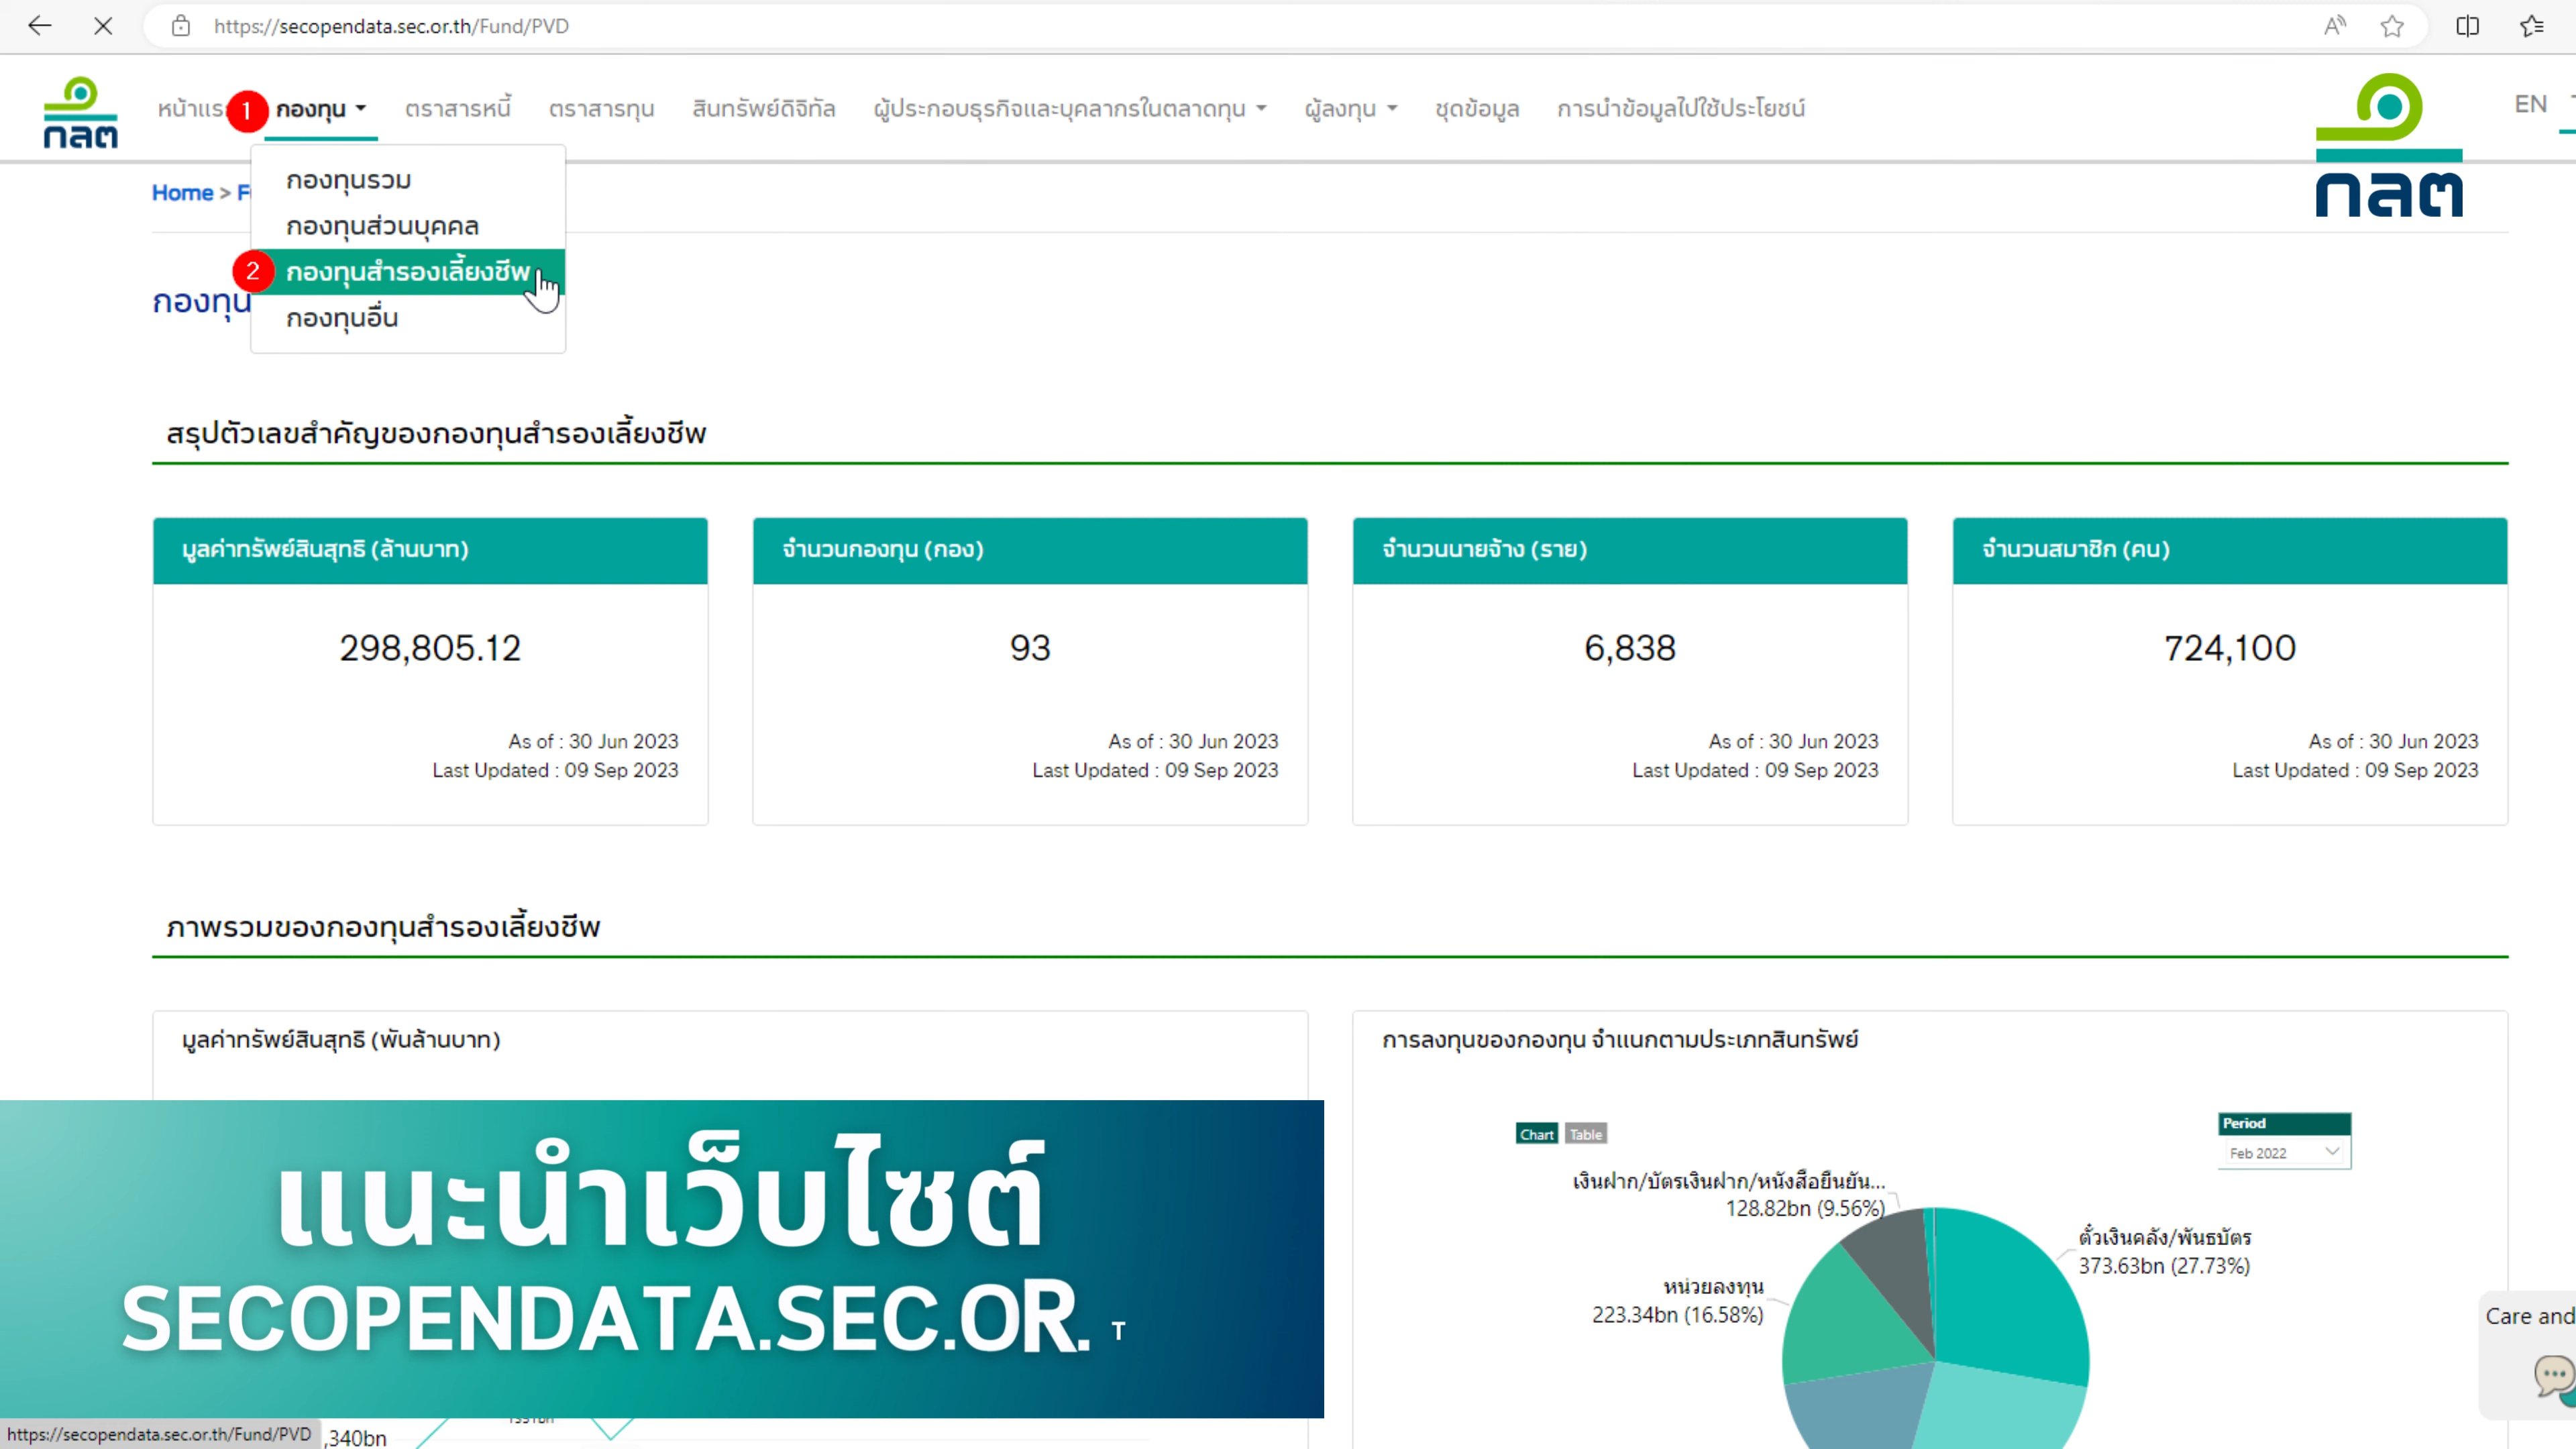 https://secopendata.sec.or.th/Fund/PVD
กลต
หน้าแร
1
กองทุน
ตราสารหนี้
ตราสารทุน
สินทรัพย์ดิจิทัล
ผู้ประกอบธุรกิจและบุคลากรในตลาดทุน
ผู้ลงทุน
ชุดข้อมูล
การนำข้อมูลไปใช้ประโยชน์
กลต
EN
Home > F
กองทุนรวม
กองทุนส่วนบุคคล
2
กองทุนสำรองเลี้ยงชีพ
กองทุนอื่น
กองทุน
สรุปตัวเลขสำคัญของกองทุนสำรองเลี้ยงชีพ
มูลค่าทรัพย์สินสุทธิ (ล้านบาท)
298,805.12
As of : 30 Jun 2023
Last Updated : 09 Sep 2023
จำนวนกองทุน (กอง)
93
As of : 30 Jun 2023
Last Updated : 09 Sep 2023
จำนวนนายจ้าง (ราย)
6,838
As of : 30 Jun 2023
Last Updated : 09 Sep 2023
จำนวนสมาชิก (คน)
724,100
As of : 30 Jun 2023
Last Updated : 09 Sep 2023
ภาพรวมของกองทุนสำรองเลี้ยงชีพ
มูลค่าทรัพย์สินสุทธิ (พันล้านบาท)
การลงทุนของกองทุน จำแนกตามประเภทสินทรัพย์
Chart
Table
Period
Feb 2022
เงินฝาก/บัตรเงินฝาก/หนังสือยืนยัน...
128.82bn (9.56%)
ตั๋วเงินคลัง/พันธบัตร
373.63bn (27.73%)
หน่วยลงทุน
223.34bn (16.58%)
แนะนำเว็บไซต์
SECOPENDATA.SEC.OR. T
Care and
https://secopendata.sec.or.th/Fund/PVD
,340bn